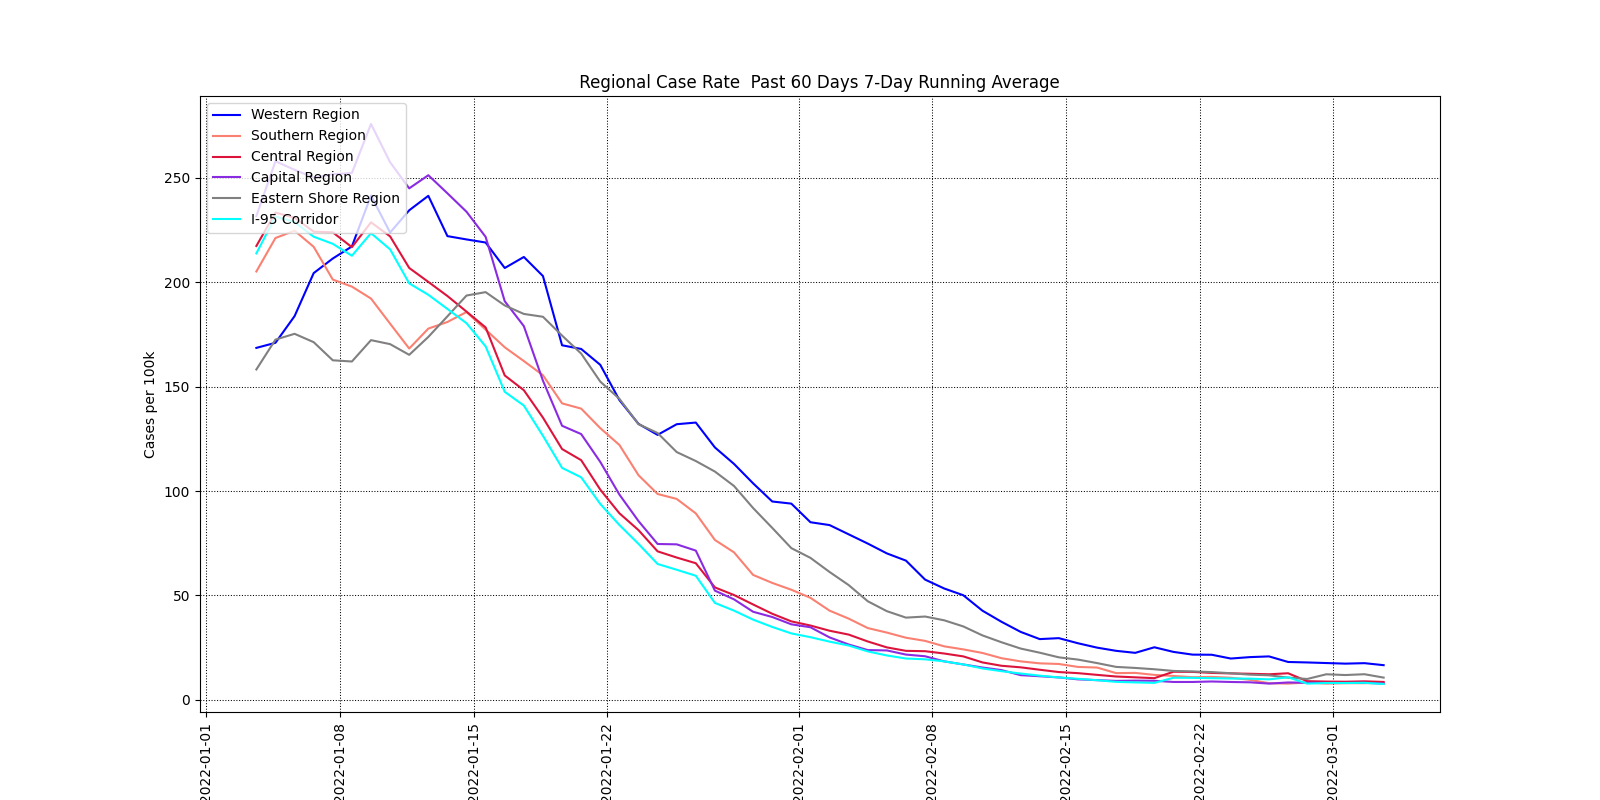 Regional Case Rate  Past 60 Days 7-Day Running Average
Western Region
Southern Region
Central Region
Capital Region
Eastern Shore Region
I-95 Corridor
Cases per 100k
250
200
150
100
50
0
2022-01-01
2022-01-08
2022-01-15
2022-01-22
2022-02-01
2022-02-08
2022-02-15
2022-02-22
2022-03-01